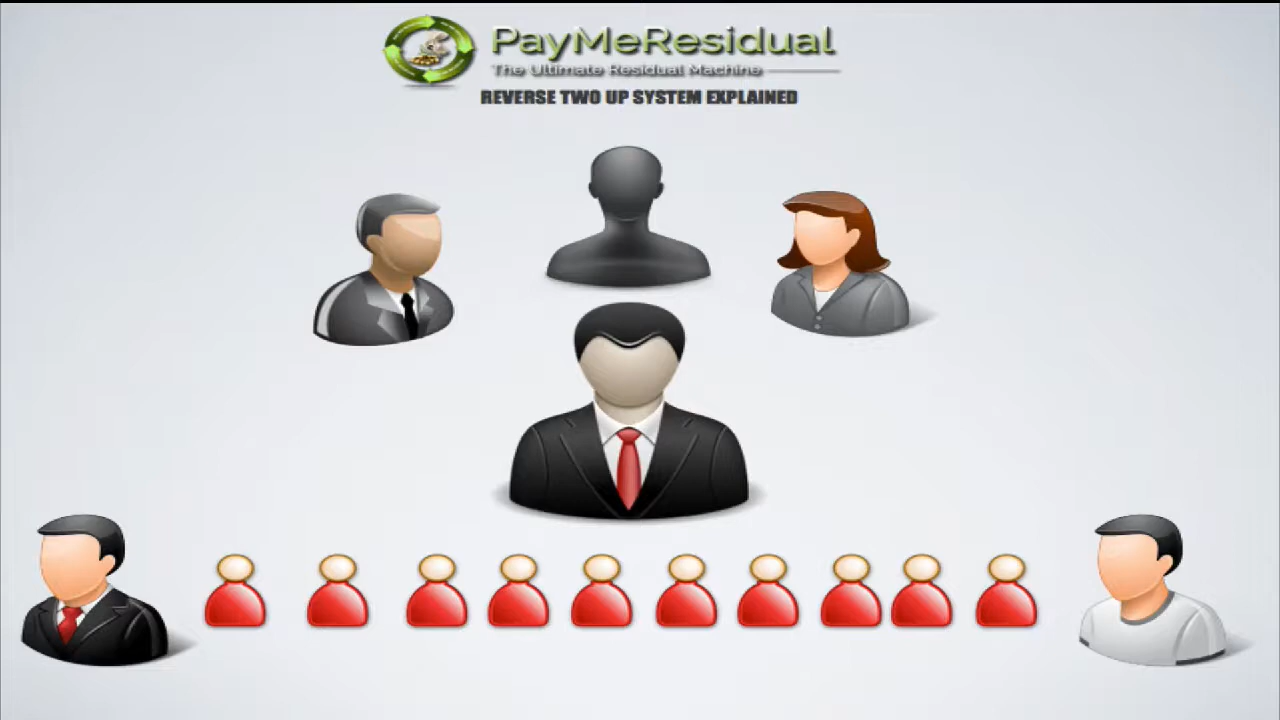 PayMeResidual
The Ultimate Residual Machine
REVERSE TWO UP SYSTEM EXPLAINED